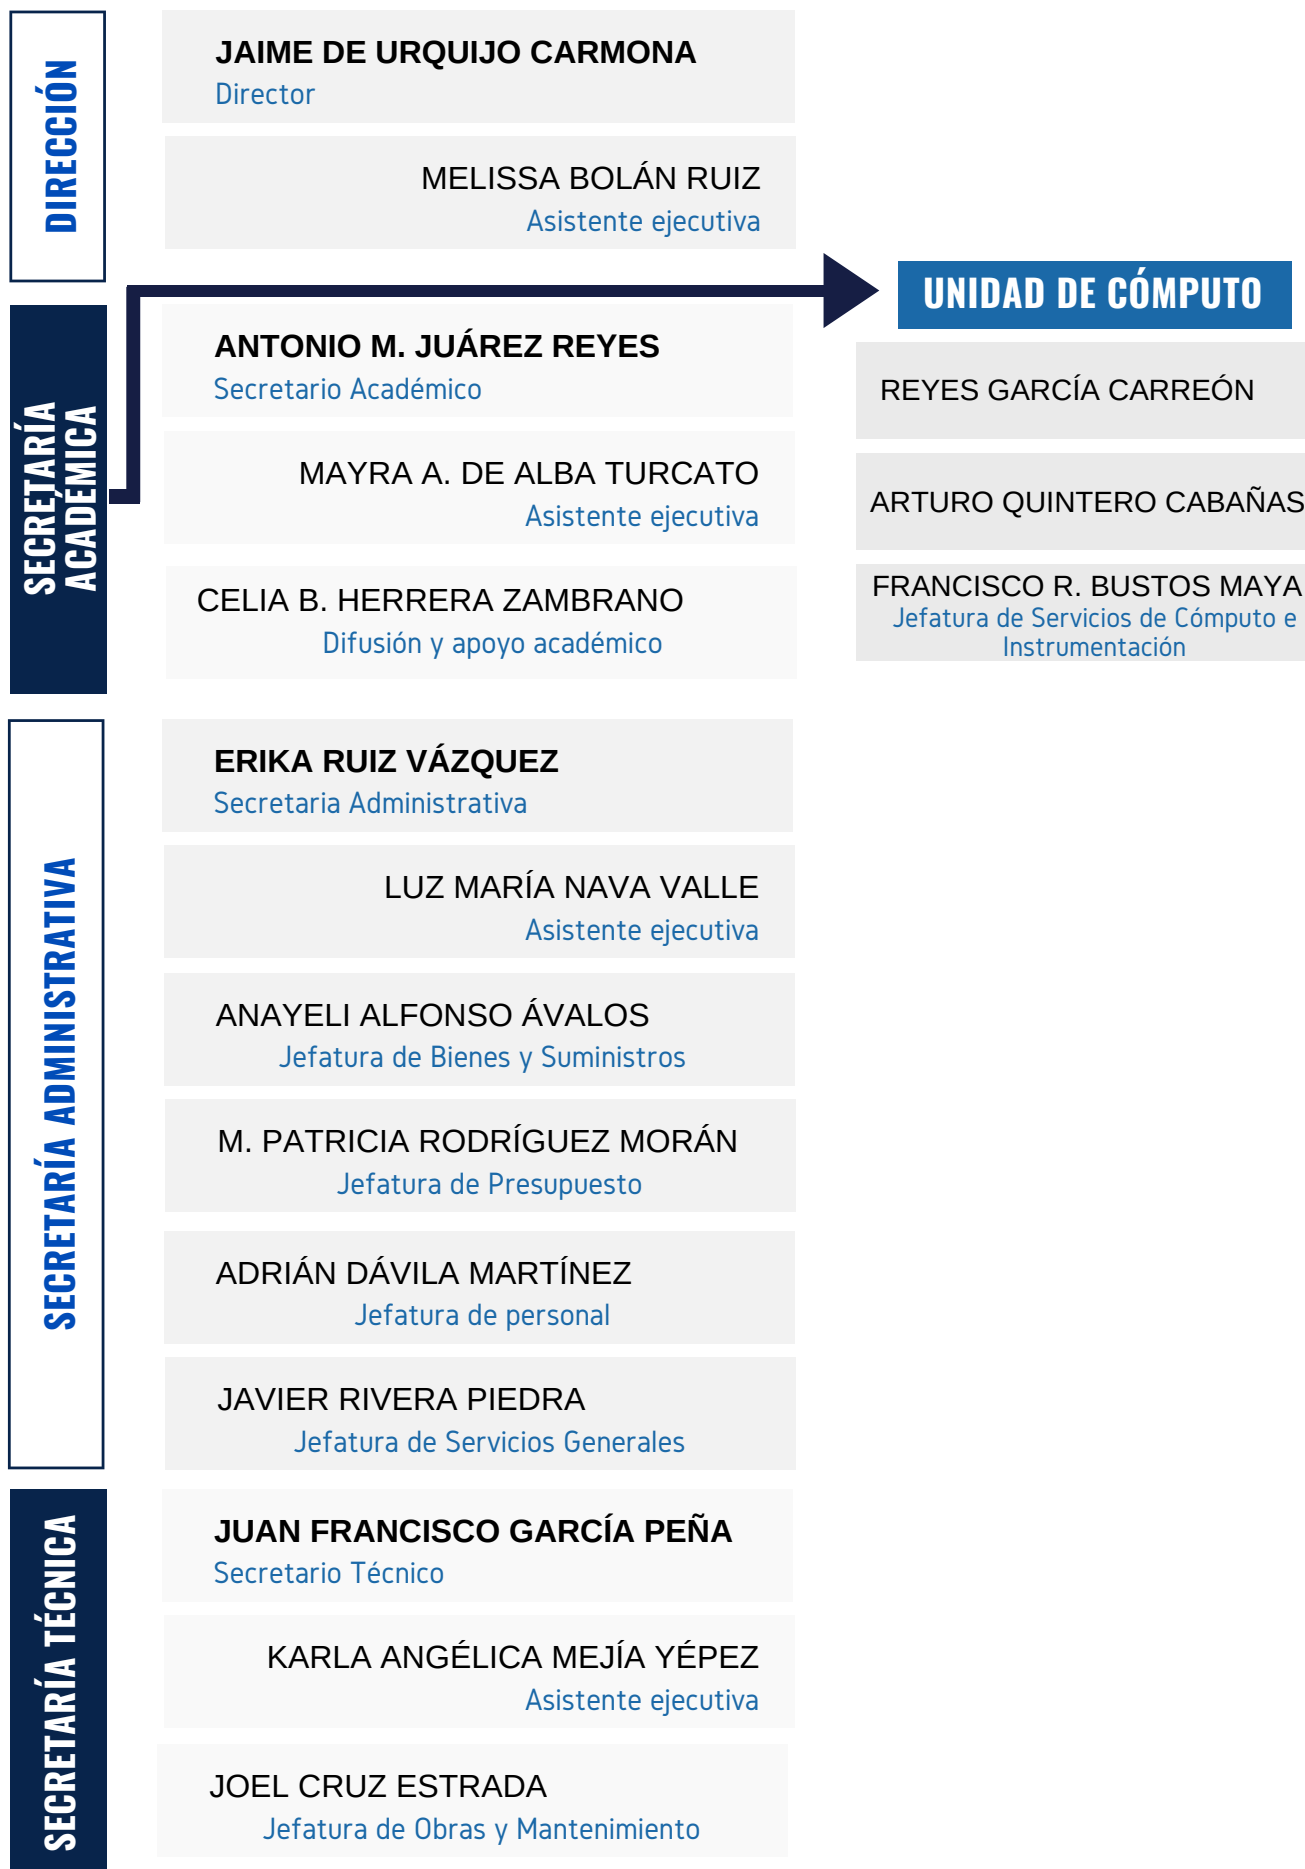 DIRECCIÓN
JAIME DE URQUIJO CARMONA
Director
MELISSA BOLÁN RUIZ
Asistente ejecutiva
SECRETARÍA
ACADÉMICA
ANTONIO M. JUÁREZ REYES
Secretario Académico
MAYRA A. DE ALBA TURCATO
Asistente ejecutiva
CELIA B. HERRERA ZAMBRANO
Difusión y apoyo académico
UNIDAD DE CÓMPUTO
REYES GARCÍA CARREÓN
ARTURO QUINTERO CABAÑAS
FRANCISCO R. BUSTOS MAYA
Jefatura de Servicios de Cómputo e
Instrumentación
SECRETARÍA ADMINISTRATIVA
ERIKA RUIZ VÁZQUEZ
Secretaria Administrativa
LUZ MARÍA NAVA VALLE
Asistente ejecutiva
ANAYELI ALFONSO ÁVALOS
Jefatura de Bienes y Suministros
M. PATRICIA RODRÍGUEZ MORÁN
Jefatura de Presupuesto
ADRIÁN DÁVILA MARTÍNEZ
Jefatura de personal
JAVIER RIVERA PIEDRA
Jefatura de Servicios Generales
SECRETARÍA TÉCNICA
JUAN FRANCISCO GARCÍA PEÑA
Secretario Técnico
KARLA ANGÉLICA MEJÍA YÉPEZ
Asistente ejecutiva
JOEL CRUZ ESTRADA
Jefatura de Obras y Mantenimiento